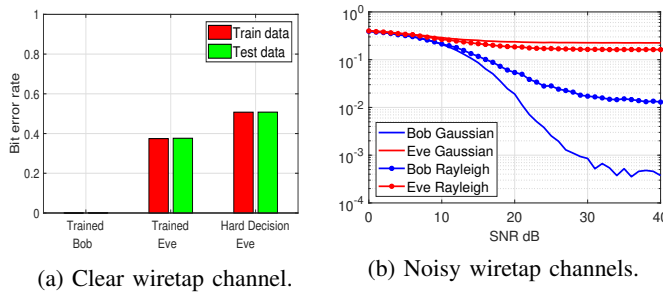 Train data
Test data
Bit error rate
1
0.8
0.6
0.4
0.2
0
Trained
Bob
Trained
Eve
Hard Decision
Eve
(a) Clear wiretap channel.
10^0
10^-1
10^-2
10^-3
10^-4
Bob Gaussian
Eve Gaussian
Bob Rayleigh
Eve Rayleigh
0 10 20 30 40
SNR dB
(b) Noisy wiretap channels.